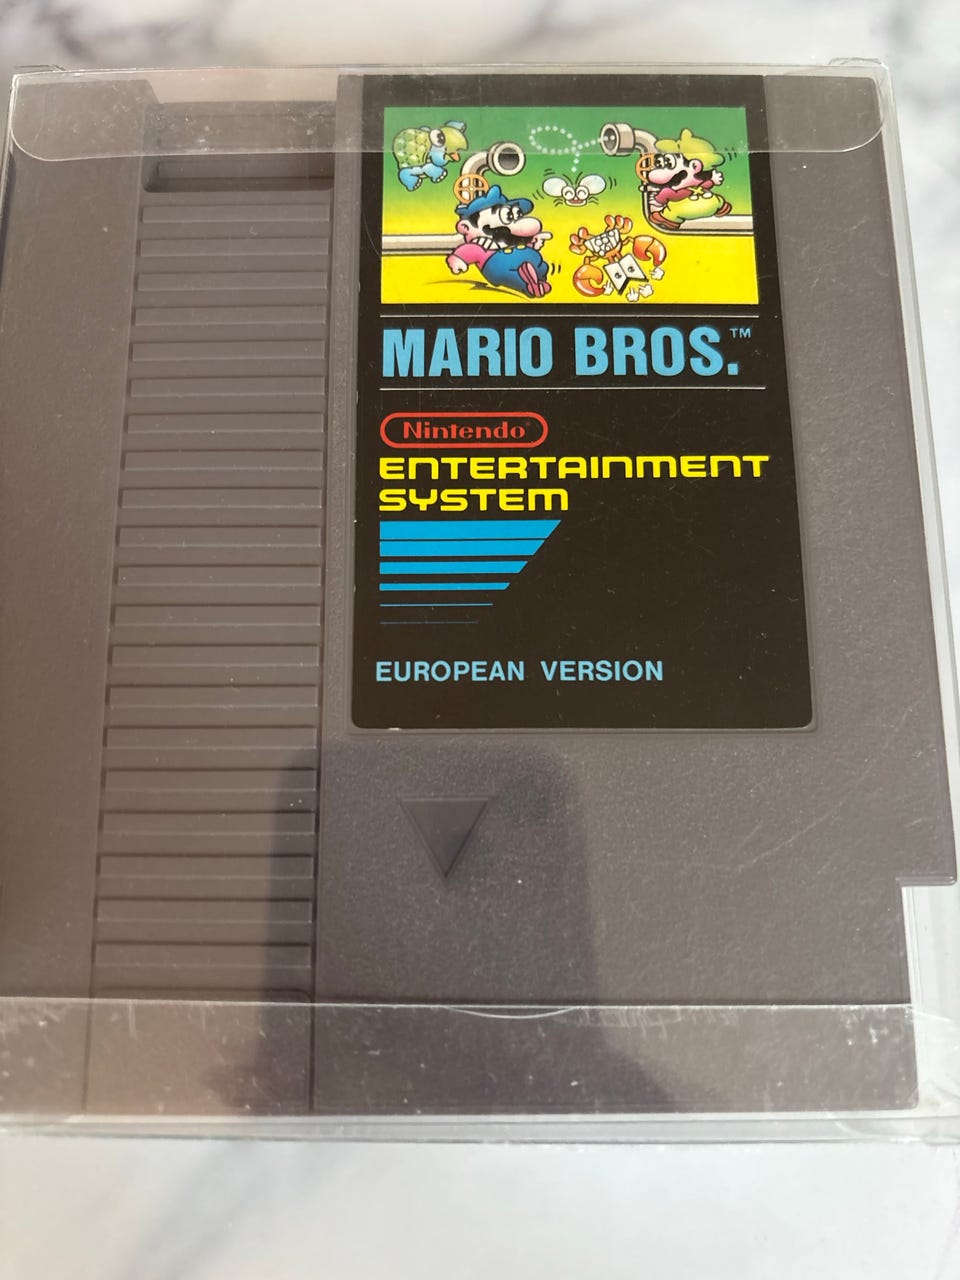 MARIO BROS.™
Nintendo®
ENTERTAINMENT
SYSTEM
EUROPEAN VERSION